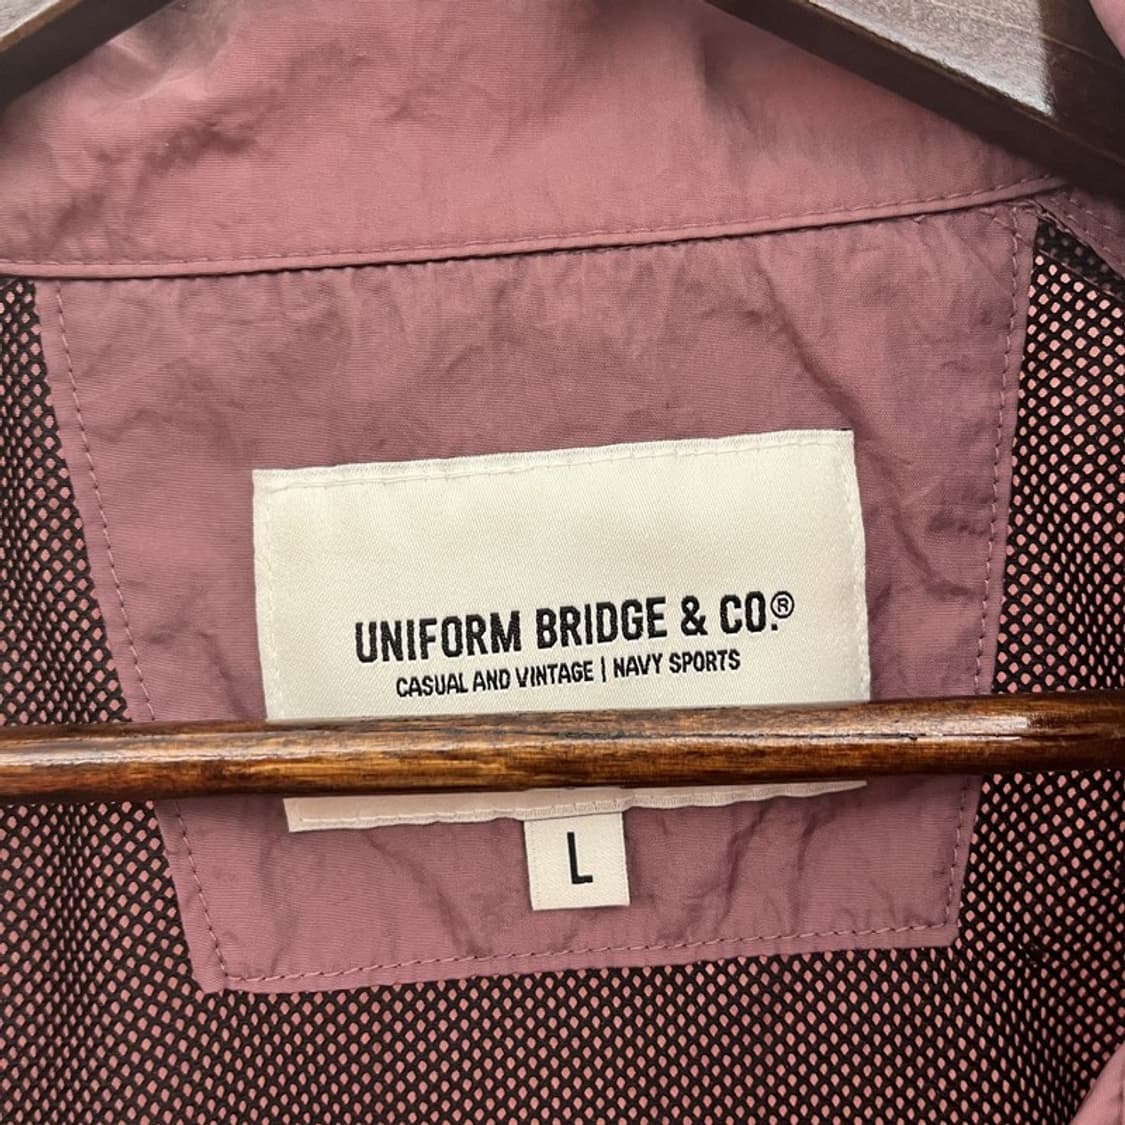 UNIFORM BRIDGE & CO.®
CASUAL AND VINTAGE | NAVY SPORTS
L